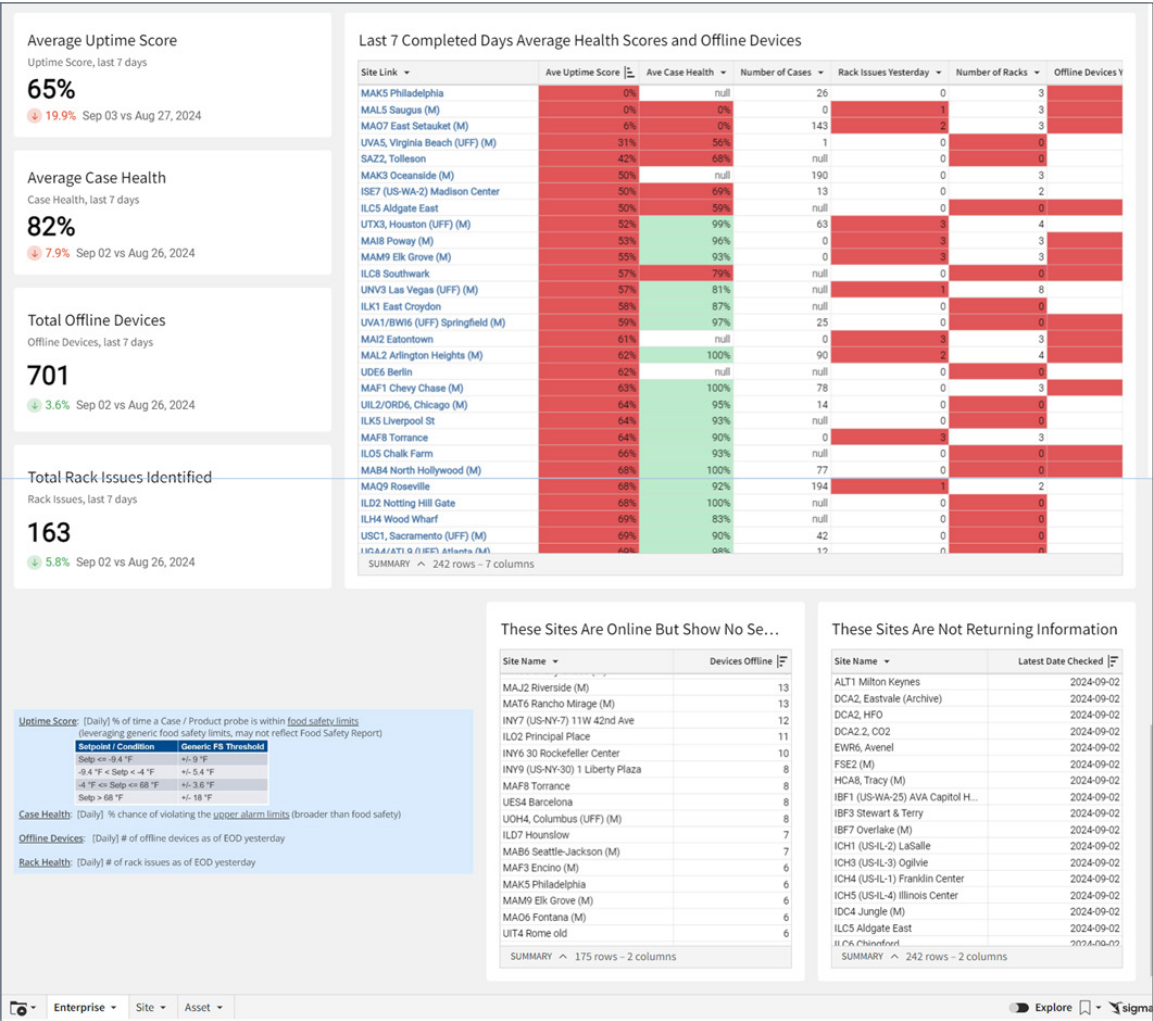 Average Uptime Score
Uptime Score, last 7 days
65%
19.9% Sep 03 vs Aug 27, 2024
Average Case Health
Case Health, last 7 days
82%
7.9% Sep 02 vs Aug 26, 2024
Total Offline Devices
Offline Devices, last 7 days
701
3.6% Sep 02 vs Aug 26, 2024
Total Rack Issues Identified
Rack Issues, last 7 days
163
5.8% Sep 02 vs Aug 26, 2024
Last 7 Completed Days Average Health Scores and Offline Devices
Site Link Ave Uptime Score Ave Case Health Number of Cases Rack Issues Yesterday Number of Racks Offline Devices Y
MAK5 Philadelphia 0% null 26 0 3
MAL5 Saugus (M) 0% 0% 0 1 3
MAO7 East Setauket (M) 6% 0% 143 2 3
UVA5, Virginia Beach (UFF) (M) 31% 56% 1 0 0
SAZ2, Tolleson 42% 68% null 0 0
MAK3 Oceanside (M) 50% null 190 0 3
ISE7 (US-WA-2) Madison Center 50% 69% 13 0 2
ILC5 Aldgate East 50% 59% null 0 0
UTX3, Houston (UFF) (M) 52% 99% 63 3 4
MAI8 Poway (M) 53% 96% 0 3 3
MAM9 Elk Grove (M) 55% 93% 0 3 3
ILC8 Southwark 57% 79% null 0 0
UNV3 Las Vegas (UFF) (M) 57% 81% null 1 8
ILK1 East Croydon 58% 87% null 0 0
UVA1/BWI6 (UFF) Springfield (M) 59% 97% 25 0 0
MAI2 Eatontown 61% null 0 3 3
MAL2 Arlington Heights (M) 62% 100% 90 2 4
UDE6 Berlin 62% null null 0 0
MAF1 Chevy Chase (M) 63% 100% 78 0 3
UIL2/ORD6, Chicago (M) 64% 95% 14 0 0
ILK5 Liverpool St 64% 93% null 0 0
MAF8 Torrance 64% 90% 0 3 3
ILO5 Chalk Farm 66% 93% null 0 0
MAB4 North Hollywood (M) 68% 100% 77 0 0
MAQ9 Roseville 68% 92% 194 1 2
ILD2 Notting Hill Gate 68% 100% null 0 0
ILH4 Wood Wharf 69% 83% null 0 0
USC1, Sacramento (UFF) (M) 69% 90% 42 0 0
UGA4/ATL9 (UFF) Atlanta (M) 69% 98% 12 0 0
SUMMARY 242 rows – 7 columns
Uptime Score: [Daily] % of time a Case / Product probe is within food safety limits
(leveraging generic food safety limits, may not reflect Food Safety Report)
Setpoint / Condition Generic FS Threshold
Setp <= -9.4 °F +/- 9 °F
-9.4 °F < Setp < -4 °F +/- 5.4 °F
-4 °F <= Setp <= 68 °F +/- 3.6 °F
Setp > 68 °F +/- 18 °F
Case Health: [Daily] % chance of violating the upper alarm limits (broader than food safety)
Offline Devices: [Daily] # of offline devices as of EOD yesterday
Rack Health: [Daily] # of rack issues as of EOD yesterday
These Sites Are Online But Show No Se...
Site Name Devices Offline
MAJ2 Riverside (M) 13
MAT6 Rancho Mirage (M) 13
INY7 (US-NY-7) 11W 42nd Ave 12
ILO2 Principal Place 11
INY6 30 Rockefeller Center 10
INY9 (US-NY-30) 1 Liberty Plaza 8
MAF8 Torrance 8
UES4 Barcelona 8
UOH4, Columbus (UFF) (M) 8
ILD7 Hounslow 7
MAB6 Seattle-Jackson (M) 7
MAF3 Encino (M) 6
MAK5 Philadelphia 6
MAM9 Elk Grove (M) 6
MAO6 Fontana (M) 6
UIT4 Rome old 6
SUMMARY 175 rows – 2 columns
These Sites Are Not Returning Information
Site Name Latest Date Checked
ALT1 Milton Keynes 2024-09-02
DCA2, Eastvale (Archive) 2024-09-02
DCA2, HFO 2024-09-02
DCA2.2, CO2 2024-09-02
EWR6, Avenel 2024-09-02
FSE2 (M) 2024-09-02
HCA8, Tracy (M) 2024-09-02
IBF1 (US-WA-25) AVA Capitol H... 2024-09-02
IBF3 Stewart & Terry 2024-09-02
IBF7 Overlake (M) 2024-09-02
ICH1 (US-IL-2) LaSalle 2024-09-02
ICH3 (US-IL-3) Ogilvie 2024-09-02
ICH4 (US-IL-1) Franklin Center 2024-09-02
ICH5 (US-IL-4) Illinois Center 2024-09-02
IDC4 Jungle (M) 2024-09-02
ILC5 Aldgate East 2024-09-02
ILC6 Chingford 2024-09-02
SUMMARY 242 rows – 2 columns
Enterprise Site Asset Explore sigma